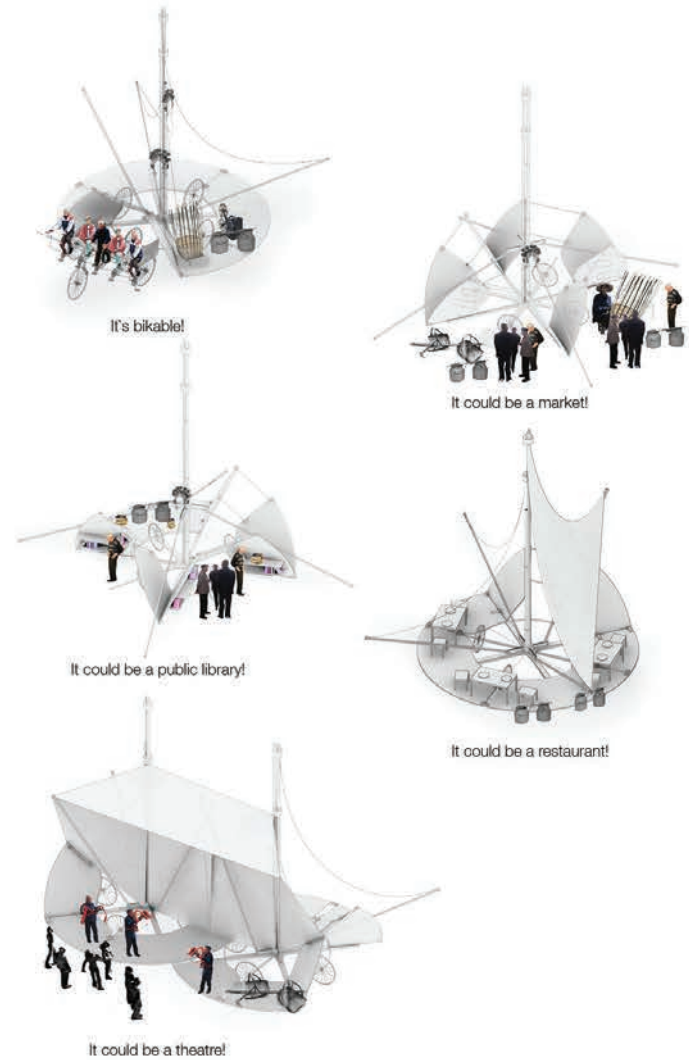 It's bikable!
It could be a market!
It could be a public library!
It could be a restaurant!
It could be a theatre!